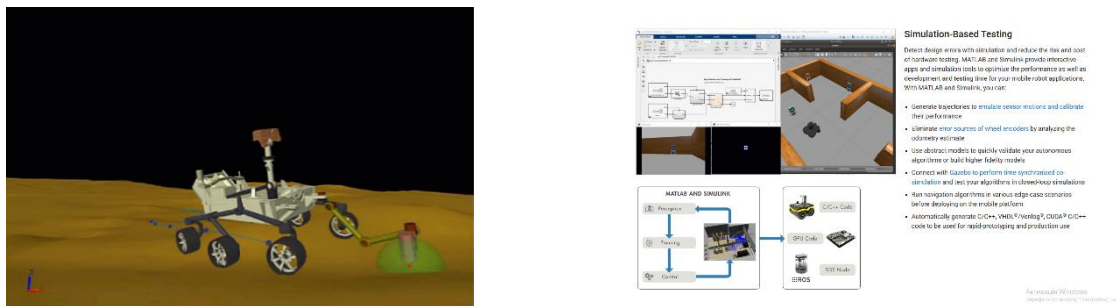 Simulation-Based Testing
Detect design errors with simulation and reduce the risk and cost
of hardware testing. MATLAB and Simulink provide interactive
apps and simulation tools to optimize the performance as well as
development and testing time for your mobile robot applications.
With MATLAB and Simulink, you can:
• Generate trajectories to emulate sensor motions and calibrate
their performance
• Eliminate error sources of wheel encoders by analyzing the
odometry estimate
• Use abstract models to quickly validate your autonomous
algorithms or build higher fidelity models
• Connect with Gazebo to perform time-synchronized co-
simulation and test your algorithms in closed-loop simulations
• Run navigation algorithms in various edge case scenarios
before deploying on the mobile platform
• Automatically generate C/C++, VHDL®/Verilog®, CUDA® C/C++
code to be used for rapid-prototyping and production use
MATLAB AND SIMULINK
Perception
Planning
Control
C/C++ Code
GPU Code
ROS Node
ROS
Активация Windows